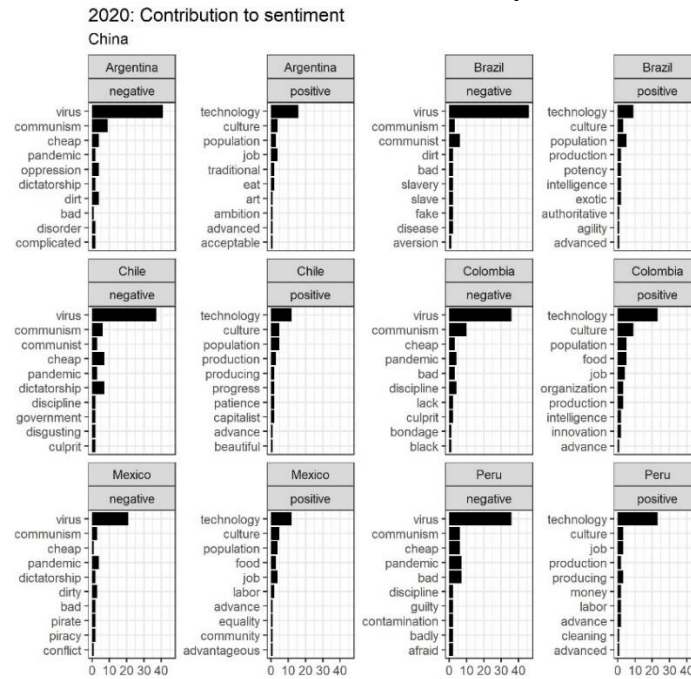 2020: Contribution to sentiment
China
Argentina
negative
virus
communism
cheap
pandemic
oppression
dictatorship
dirt
bad
disorder
complicated
Argentina
positive
technology
culture
population
job
traditional
eat
art
ambition
advanced
acceptable
Brazil
negative
virus
communism
communist
dirt
bad
slavery
slave
fake
disease
aversion
Brazil
positive
technology
culture
population
production
potency
intelligence
exotic
authoritative
agility
advanced
Chile
negative
virus
communism
communist
cheap
pandemic
dictatorship
discipline
government
disgusting
culprit
Chile
positive
technology
culture
population
production
producing
progress
patience
capitalist
advance
beautiful
Colombia
negative
virus
communism
cheap
pandemic
bad
discipline
lack
culprit
bondage
black
Colombia
positive
technology
culture
population
food
job
organization
production
intelligence
innovation
advance
Mexico
negative
virus
communism
cheap
pandemic
dictatorship
dirty
bad
pirate
piracy
conflict
0 10 20 30 40
Mexico
positive
technology
culture
population
food
job
labor
advance
equality
community
advantageous
0 10 20 30 40
Peru
negative
virus
communism
cheap
pandemic
bad
discipline
guilty
contamination
badly
afraid
0 10 20 30 40
Peru
positive
technology
culture
job
production
producing
money
labor
advance
cleaning
advanced
0 10 20 30 40